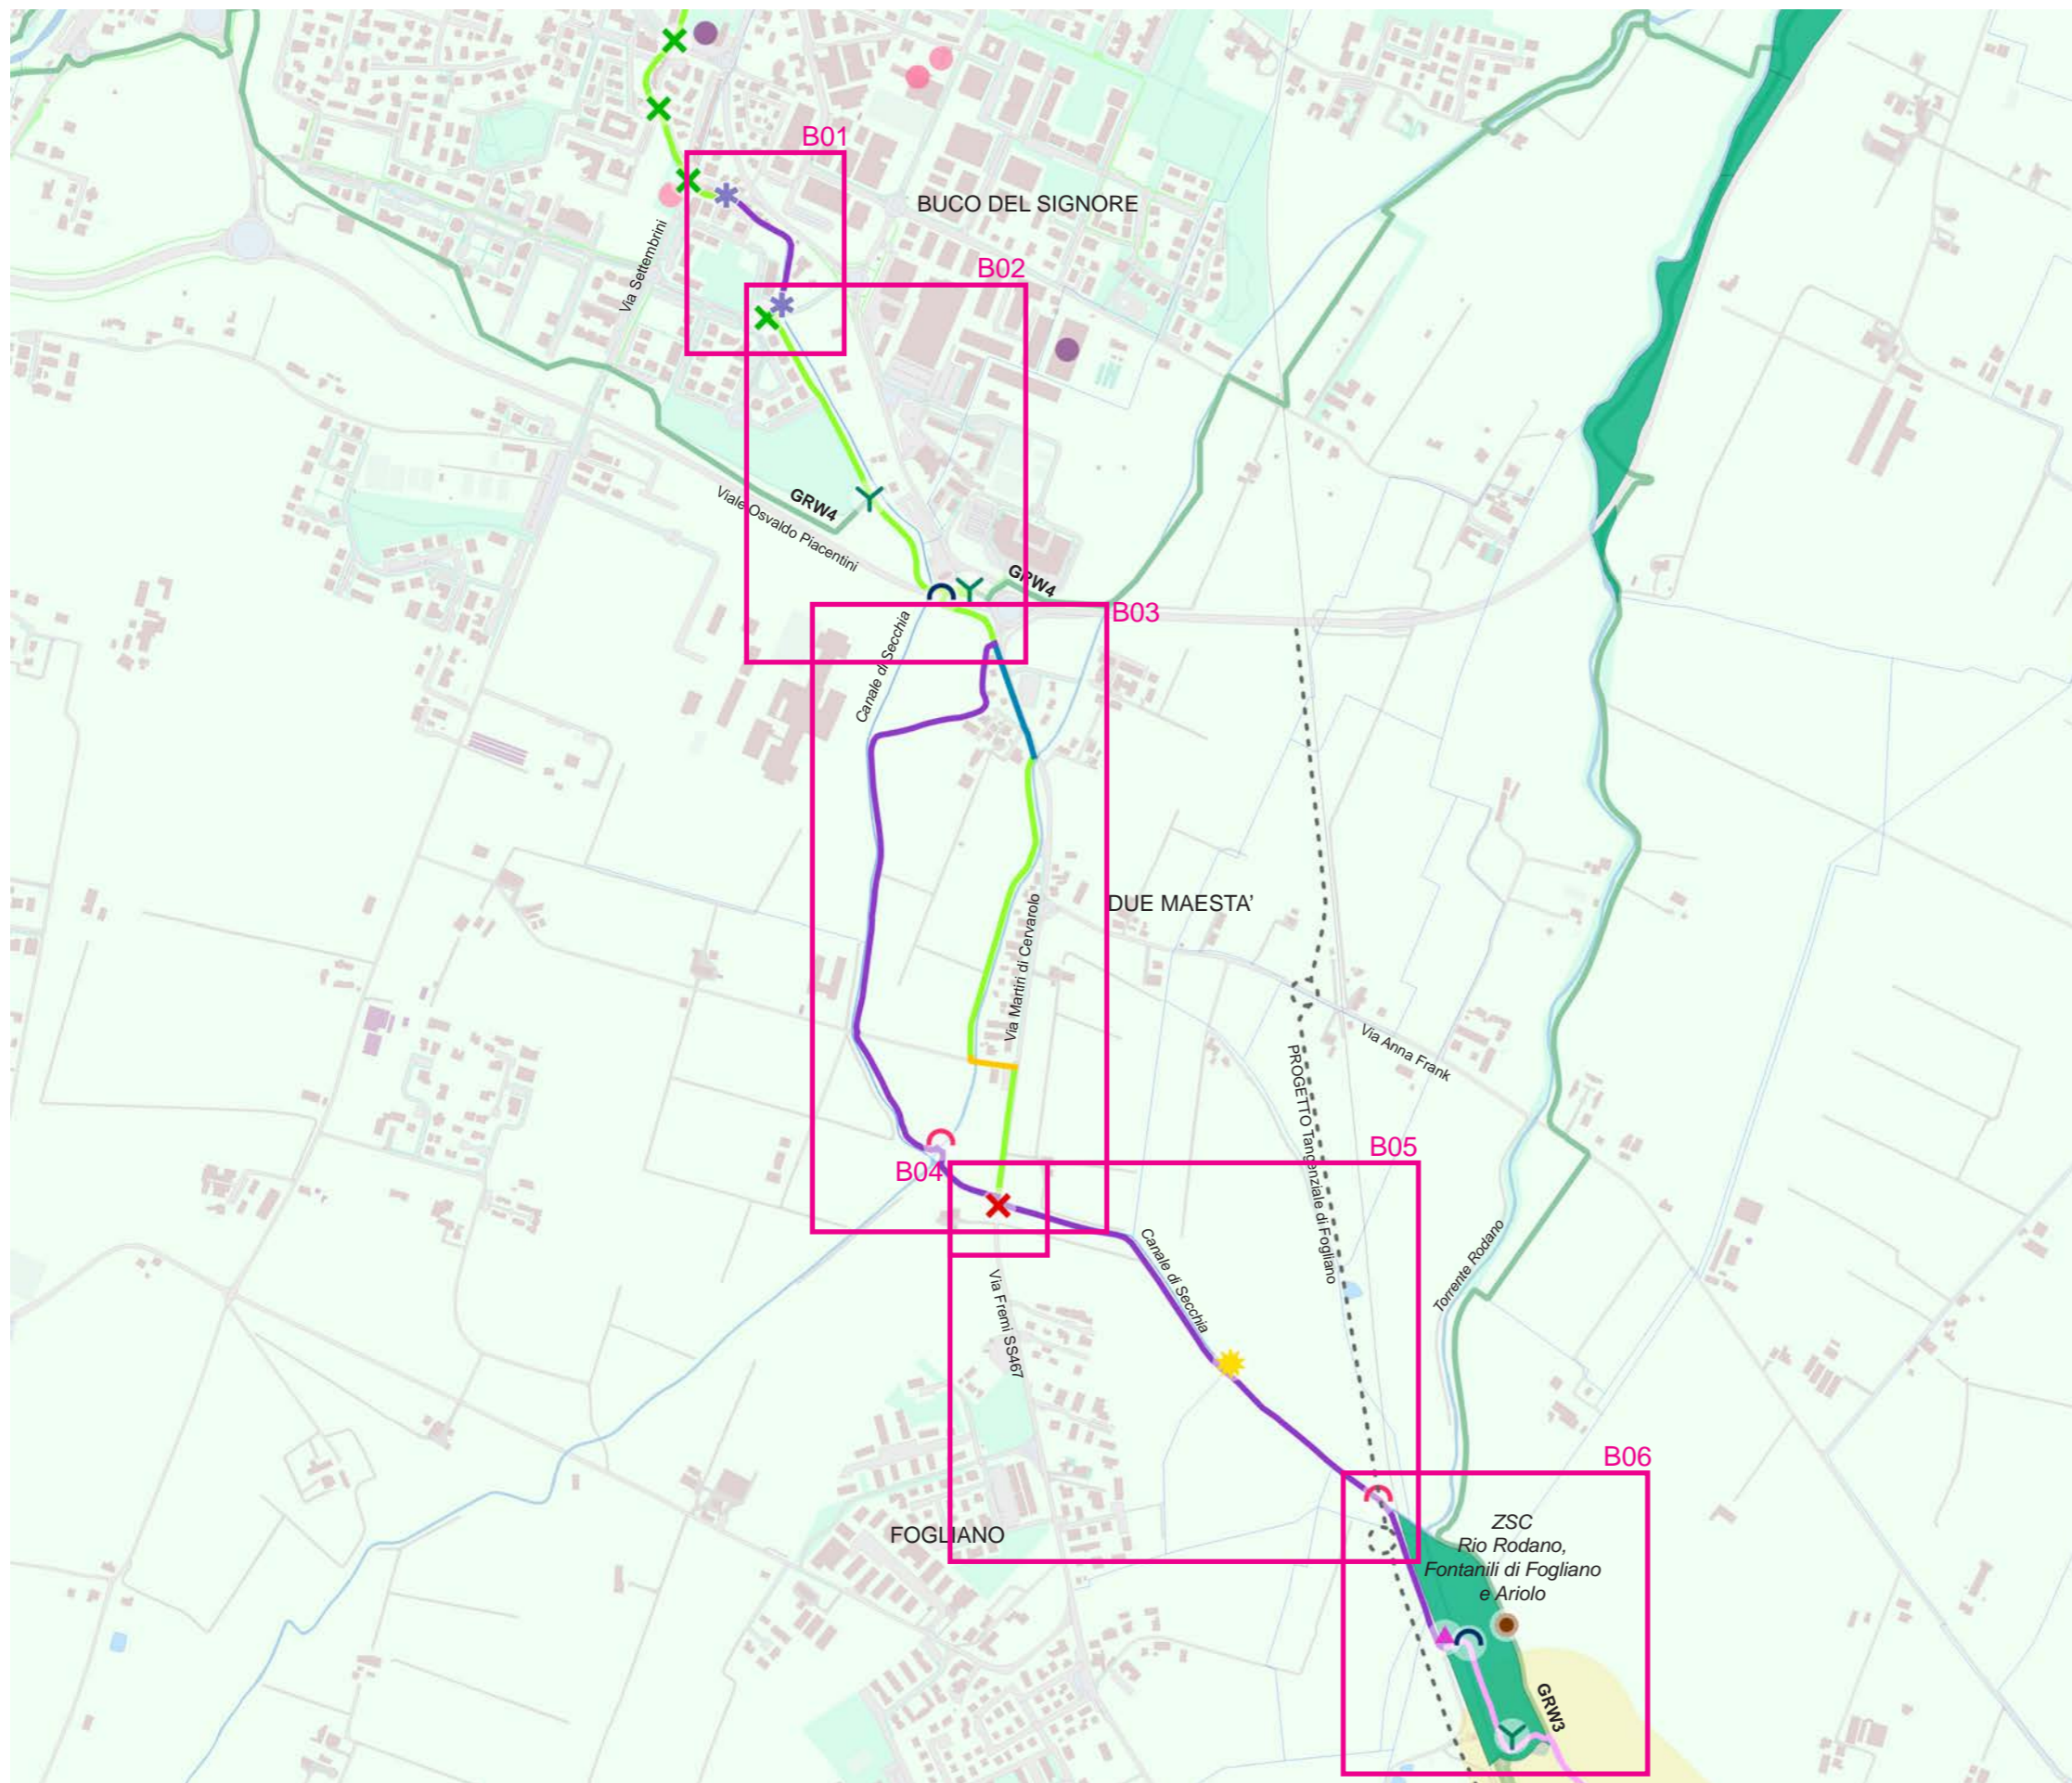 B01
BUCO DEL SIGNORE
Via Settembrini
B02
GRW4
Viale Osvaldo Piacentini
GRW4
B03
Canale di Secchia
DUE MAESTA'
Via Martiri di Cervarolo
Via Anna Frank
PROGETTO Tangenziale di Fogliano
B05
B04
Canale di Secchia
Torrente Rodano
Via Fremi SS467
B06
FOGLIANO
ZSC
Rio Rodano,
Fontanili di Fogliano
e Ariolo
GRW3